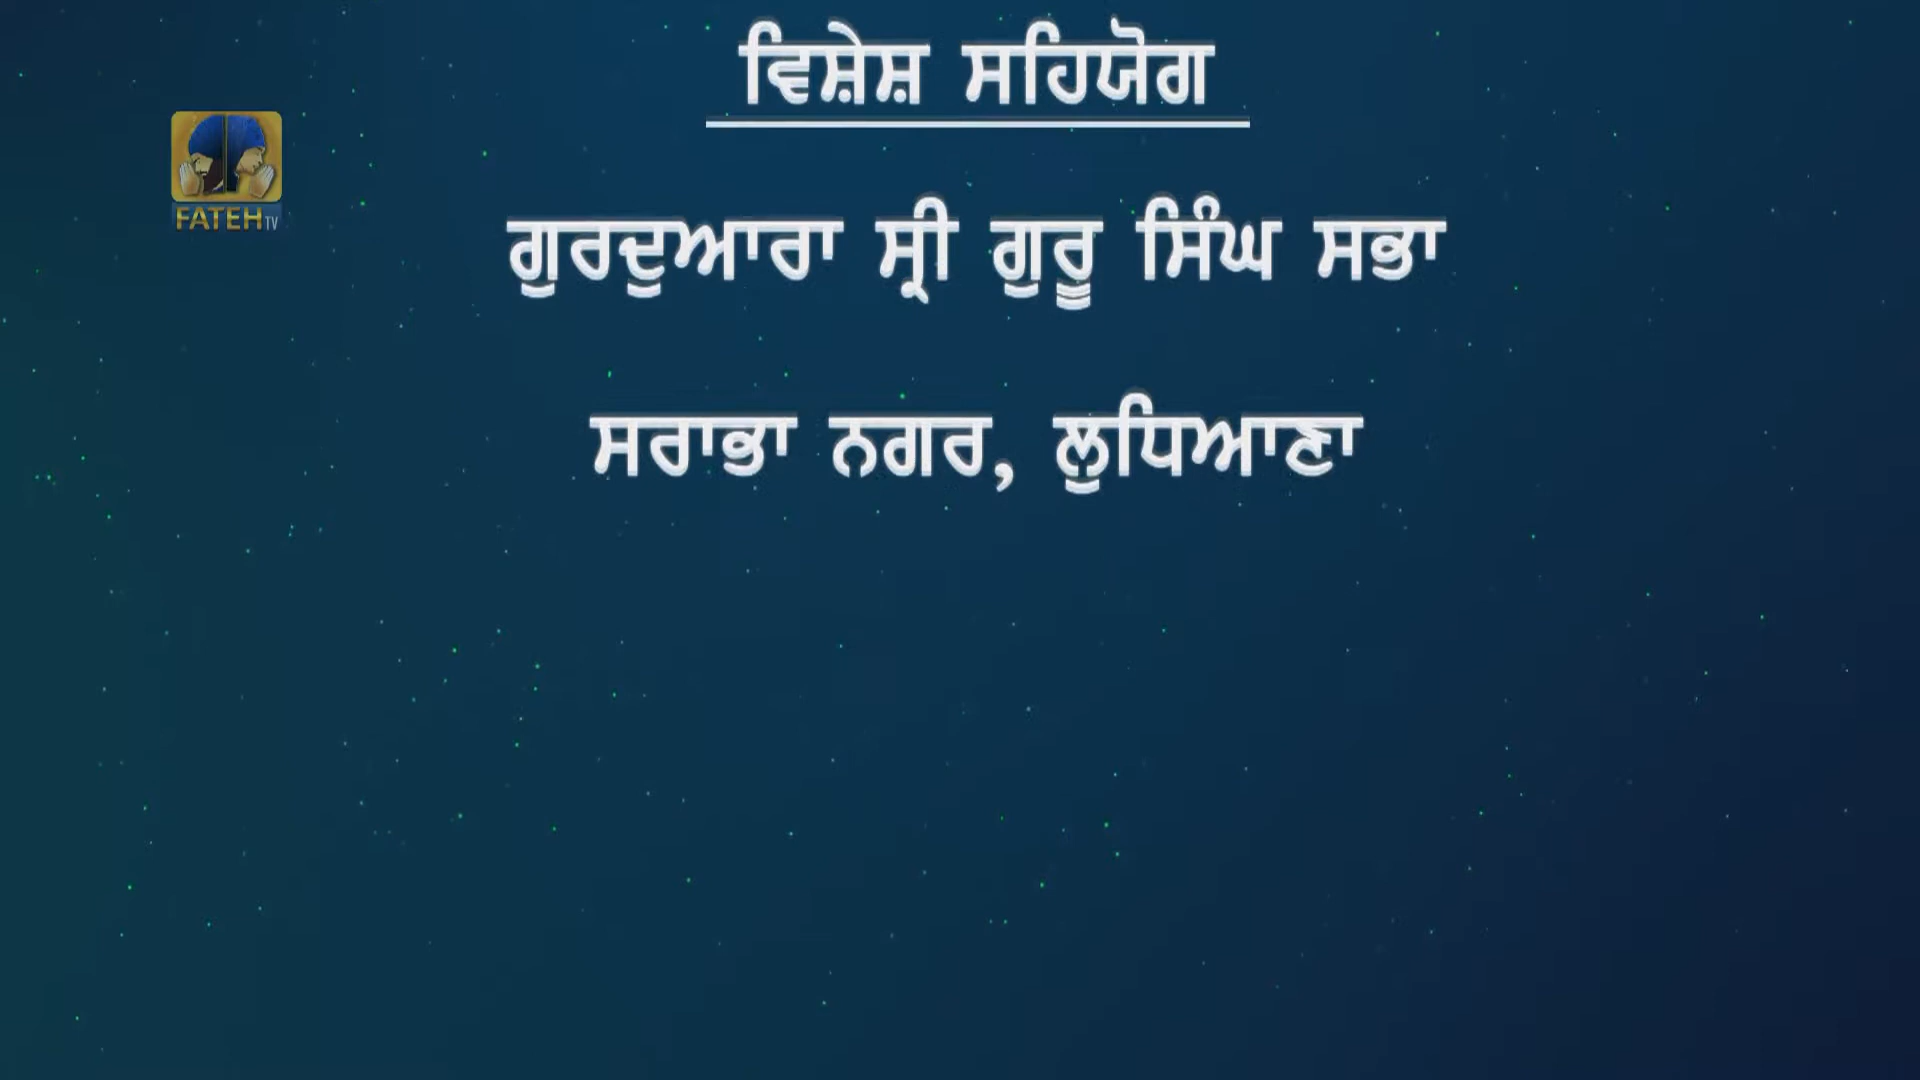 ਵਿਸ਼ੇਸ਼ ਸਹਿਯੋਗ
FATEH TV
ਗੁਰਦੁਆਰਾ ਸ੍ਰੀ ਗੁਰੂ ਸਿੰਘ ਸਭਾ
ਸਰਾਭਾ ਨਗਰ, ਲੁਧਿਆਣਾ